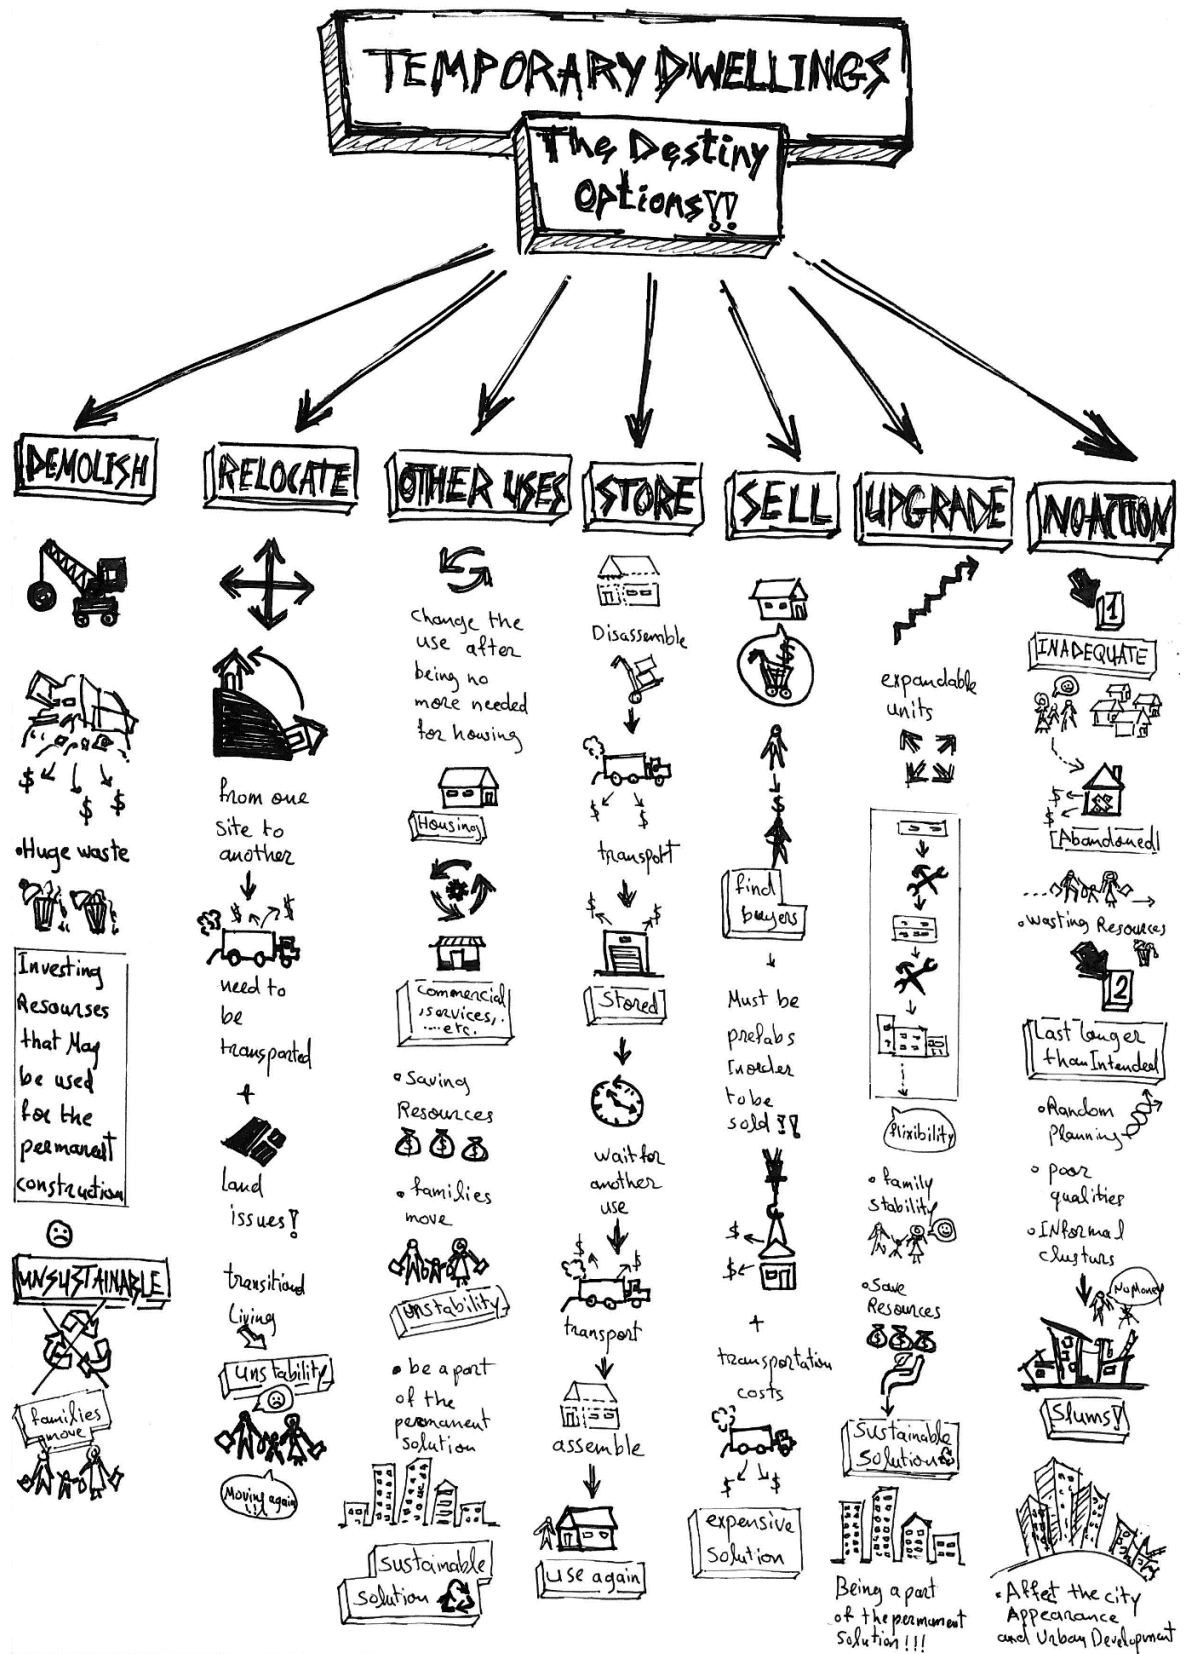 TEMPORARY DWELLINGS
The Destiny
Options!!
DEMOLISH
$ $ $
•Huge waste
Investing
Resourses
that May
be used
for the
permanent
construction
UNSUSTAINABLE
families
move
RELOCATE
from one
site to
another
$ $
need to
be
transported
+
land
issues!
transitional
living
unstability
Moving again
!!
OTHER USES
change the
use after
being no
more needed
for housing
Housing
commercial
,services,.
....etc.
• Saving
Resources
$ $ $
• families
move
unstability
• be a part
of the
permanent
solution
sustainable
solution
STORE
Disassemble
$ $
transport
$ $
Stored
wait for
another
use
$ $
transport
assemble
use again
SELL
$
$
find
buyers
Must be
prefabs
Inorder
to be
sold !!
$
$
+
transportation
costs
$ $
expensive
solution
UPGRADE
expandable
units
flixibility
• family
stability
•Save
Resources
$ $ $
sustainable
solution
Being a part
of the permanent
solution!!!
NO ACTION
1
INADEQUATE
$
$
Abandoned!
•Wasting Resources
2
Last longer
than Intended
•Random
planning
• poor
qualities
•INformal
clusturs
No Money
Slums!
• Affect the city
Appearance
and Urban Development